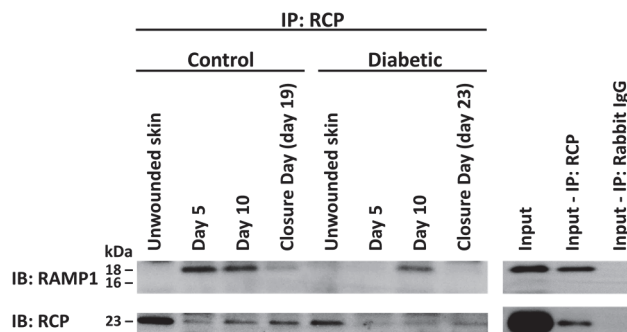 IP: RCP
Control
Diabetic
Unwounded skin
Day 5
Day 10
Closure Day (day 19)
Unwounded skin
Day 5
Day 10
Closure Day (day 23)
Input
Input - IP: RCP
Input - IP: Rabbit IgG
kDa
IB: RAMP1
18 –
16 –
IB: RCP
23 –